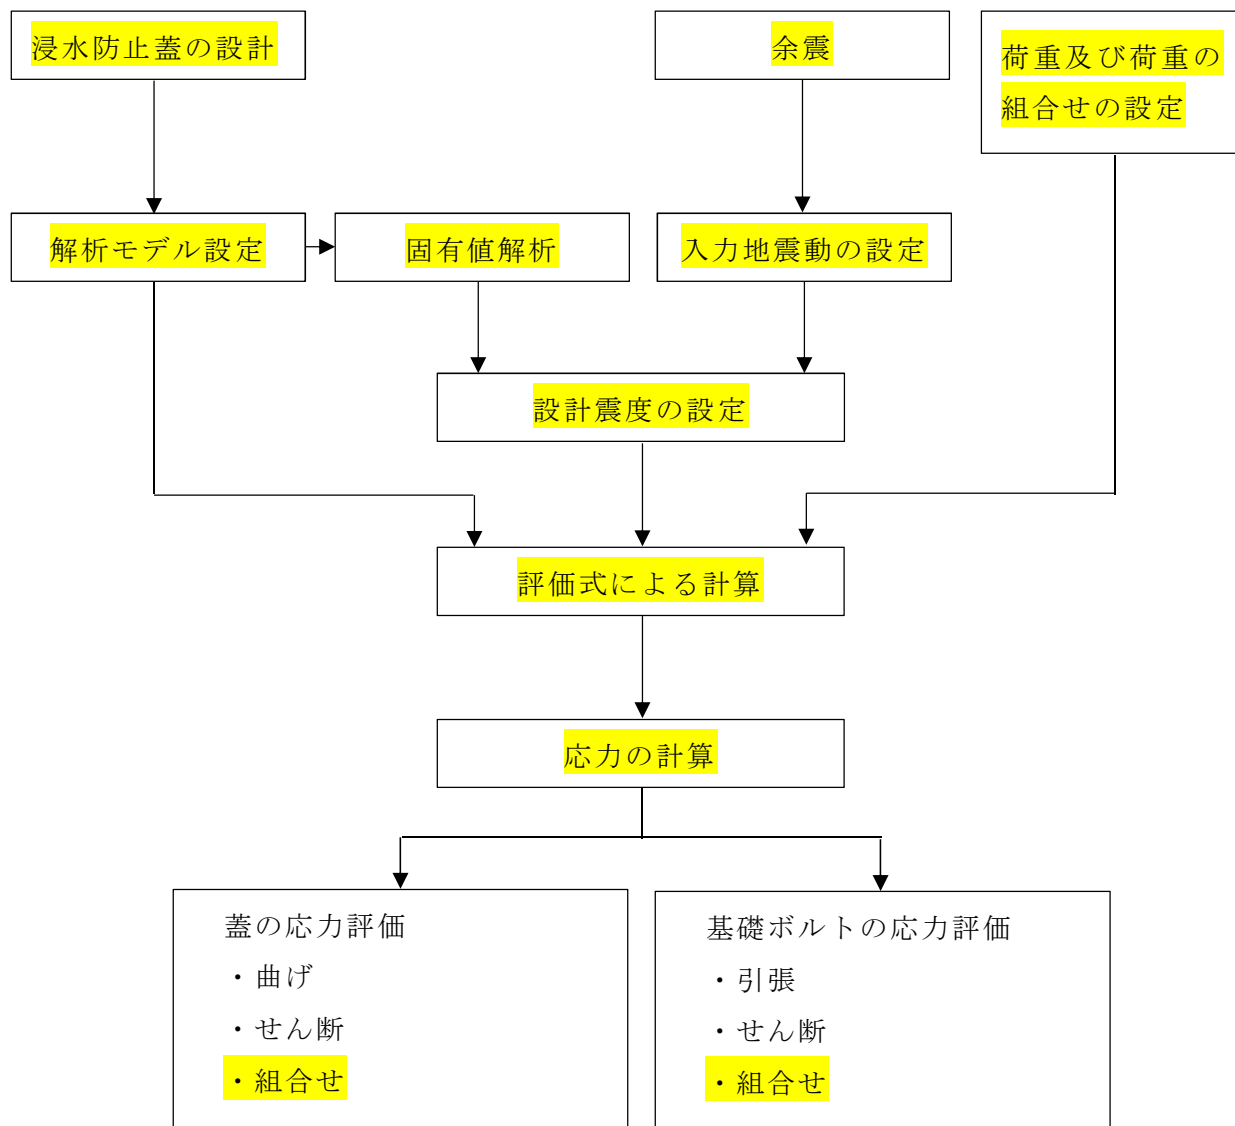 浸水防止蓋の設計
余震
荷重及び荷重の
組合せの設定
解析モデル設定
固有値解析
入力地震動の設定
設計震度の設定
評価式による計算
応力の計算
蓋の応力評価
・曲げ
・せん断
・組合せ
基礎ボルトの応力評価
・引張
・せん断
・組合せ